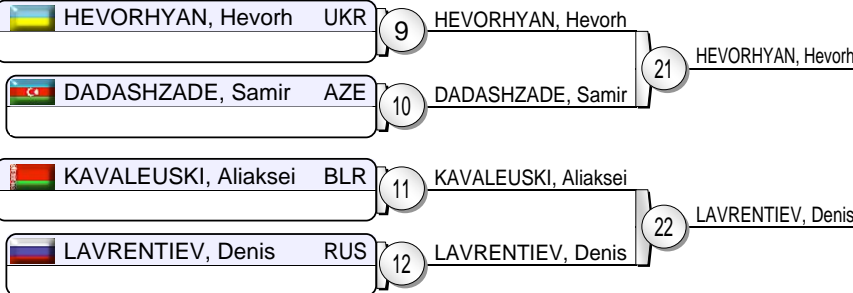 HEVORHYAN, Hevorh UKR
9
HEVORHYAN, Hevorh
21
HEVORHYAN, Hevorh
DADASHZADE, Samir AZE
10
DADASHZADE, Samir
KAVALEUSKI, Aliaksei BLR
11
KAVALEUSKI, Aliaksei
22
LAVRENTIEV, Denis
LAVRENTIEV, Denis RUS
12
LAVRENTIEV, Denis